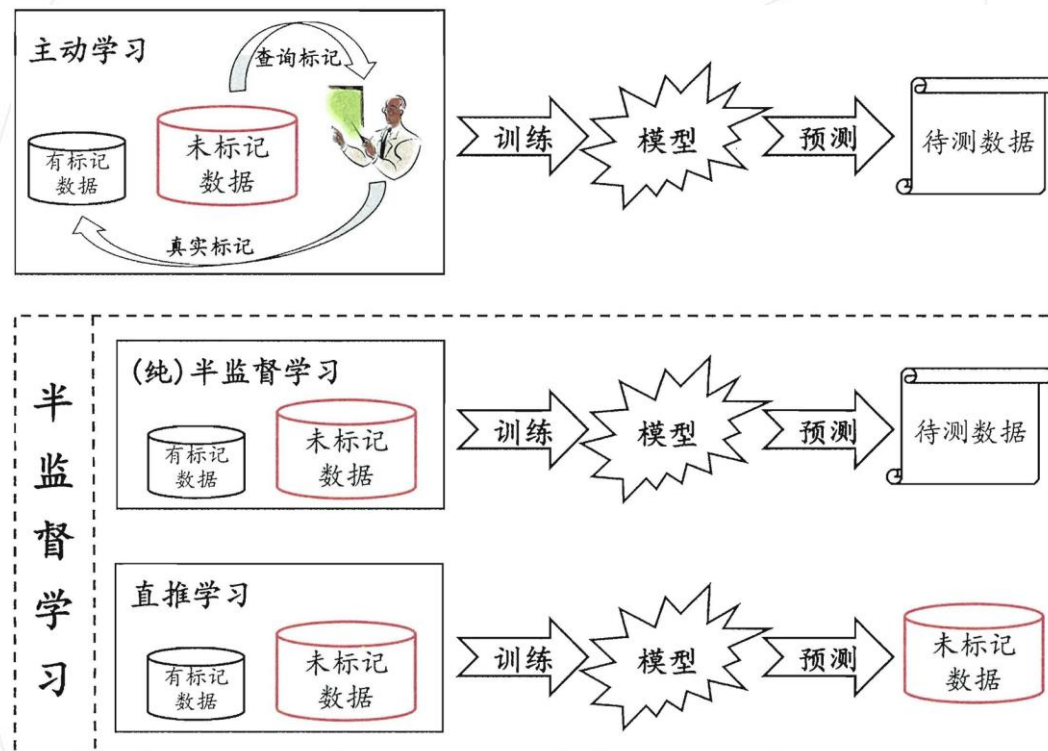 主动学习
查询标记
有标记
数据
未标记
数据
真实标记
训练
模型
预测
待测数据
半监督学习
(纯)半监督学习
有标记
数据
未标记
数据
训练
模型
预测
待测数据
直推学习
有标记
数据
未标记
数据
训练
模型
预测
未标记
数据